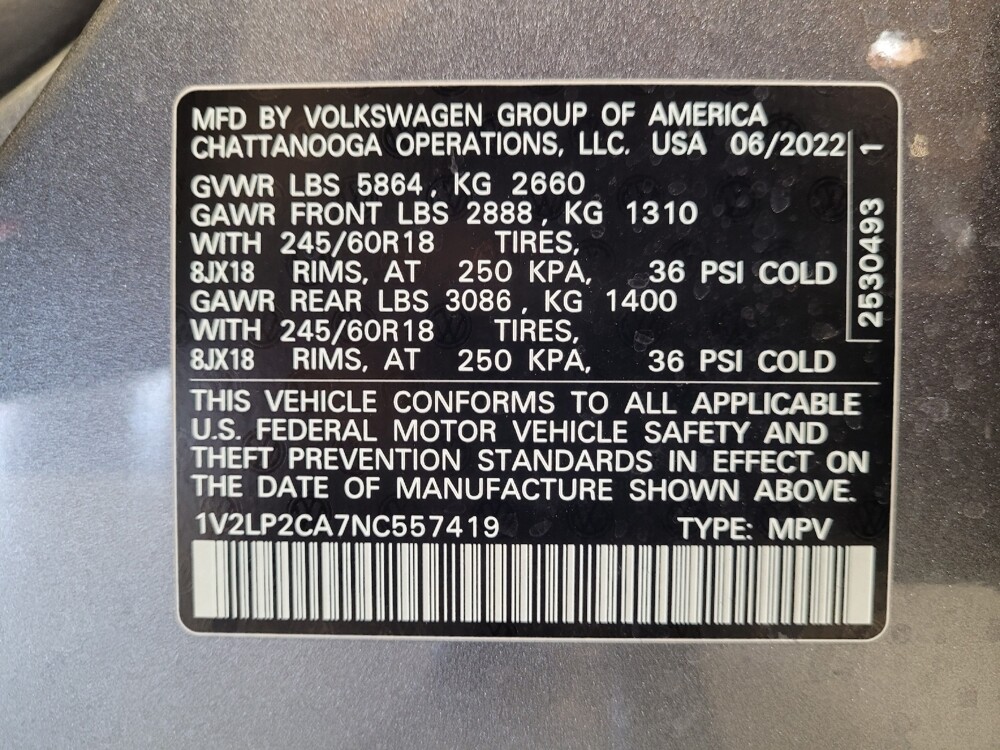 MFD BY VOLKSWAGEN GROUP OF AMERICA
CHATTANOOGA OPERATIONS, LLC. USA 06/2022
GVWR LBS 5864, KG 2660
GAWR FRONT LBS 2888, KG 1310
WITH 245/60R18 TIRES,
8JX18 RIMS, AT 250 KPA, 36 PSI COLD
GAWR REAR LBS 3086, KG 1400
WITH 245/60R18 TIRES,
8JX18 RIMS, AT 250 KPA, 36 PSI COLD
2530493 1
THIS VEHICLE CONFORMS TO ALL APPLICABLE
U.S. FEDERAL MOTOR VEHICLE SAFETY AND
THEFT PREVENTION STANDARDS IN EFFECT ON
THE DATE OF MANUFACTURE SHOWN ABOVE.
1V2LP2CA7NC557419 TYPE: MPV